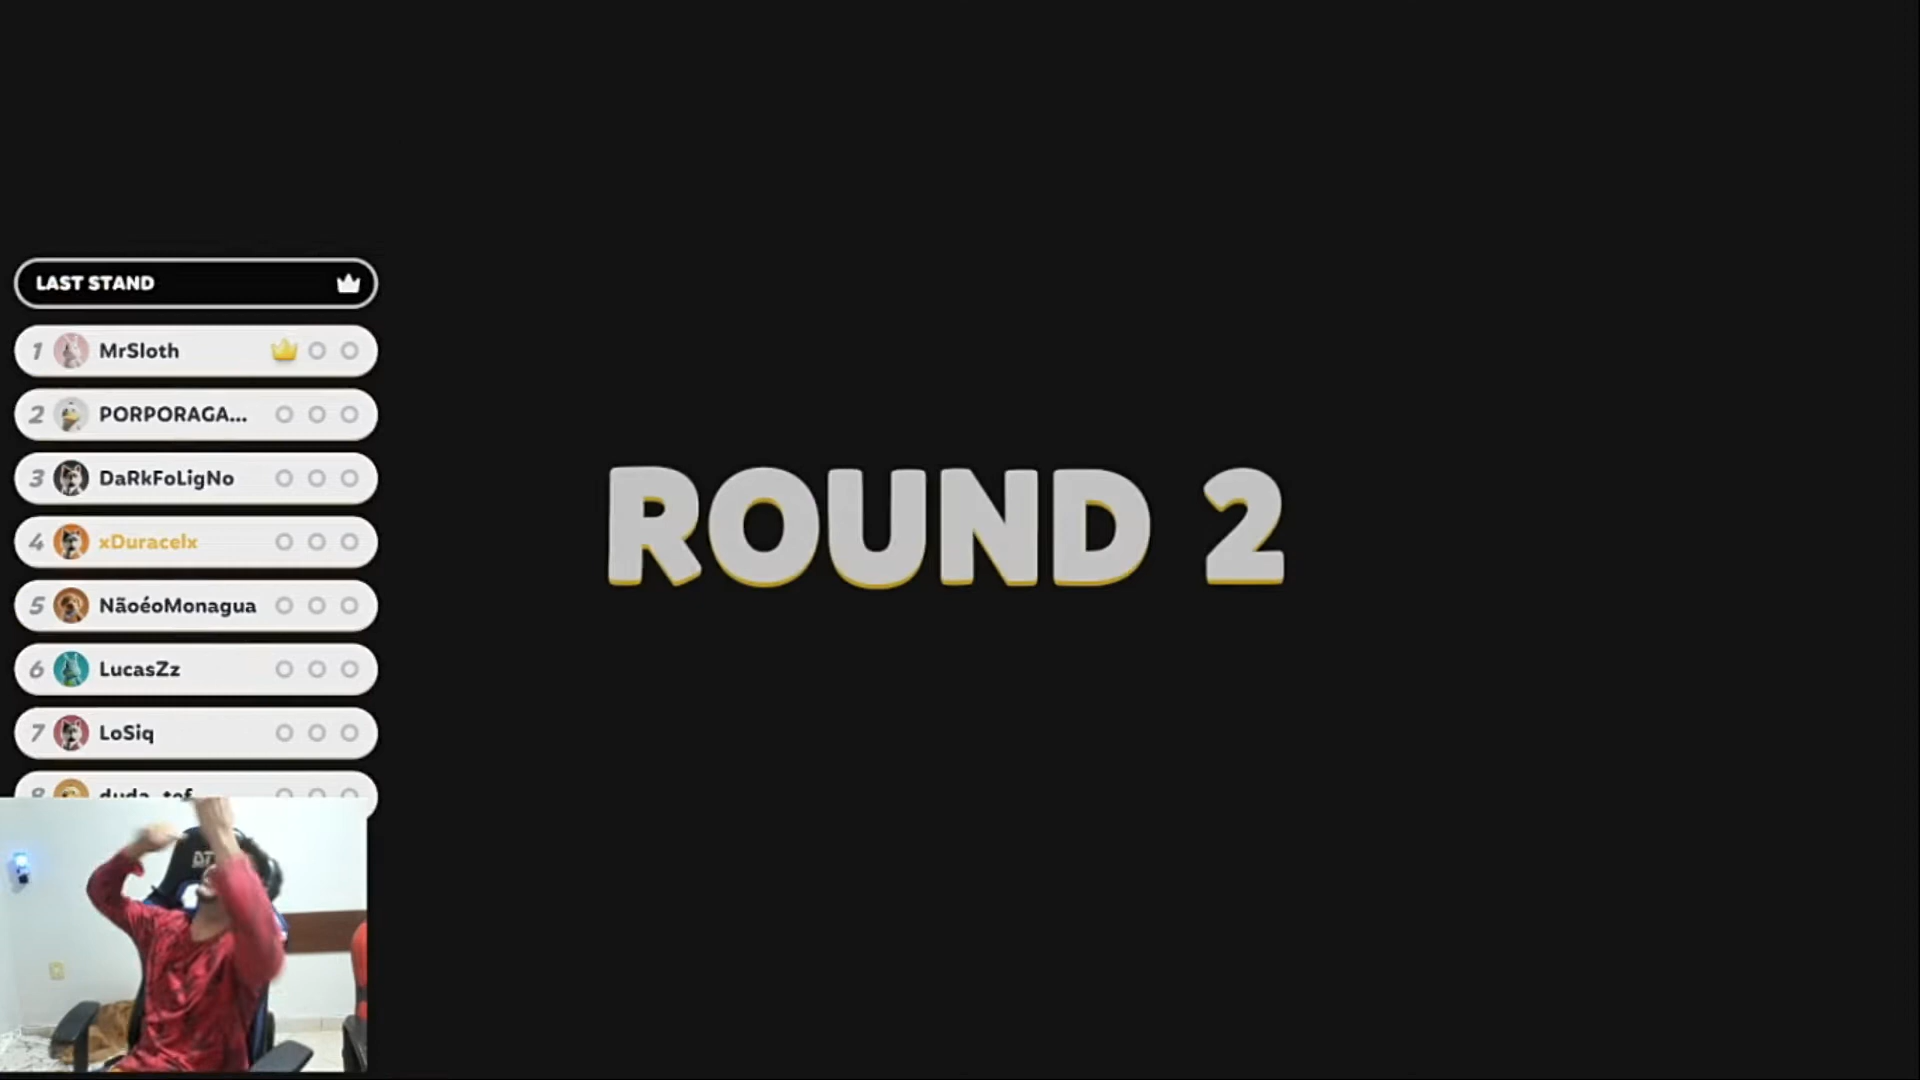 LAST STAND
1 MrSloth
2 PORPORAGA...
3 DaRkFoLigNo
4 xDuracelx
5 NãoéoMonagua
6 LucasZz
7 LoSiq
ROUND 2